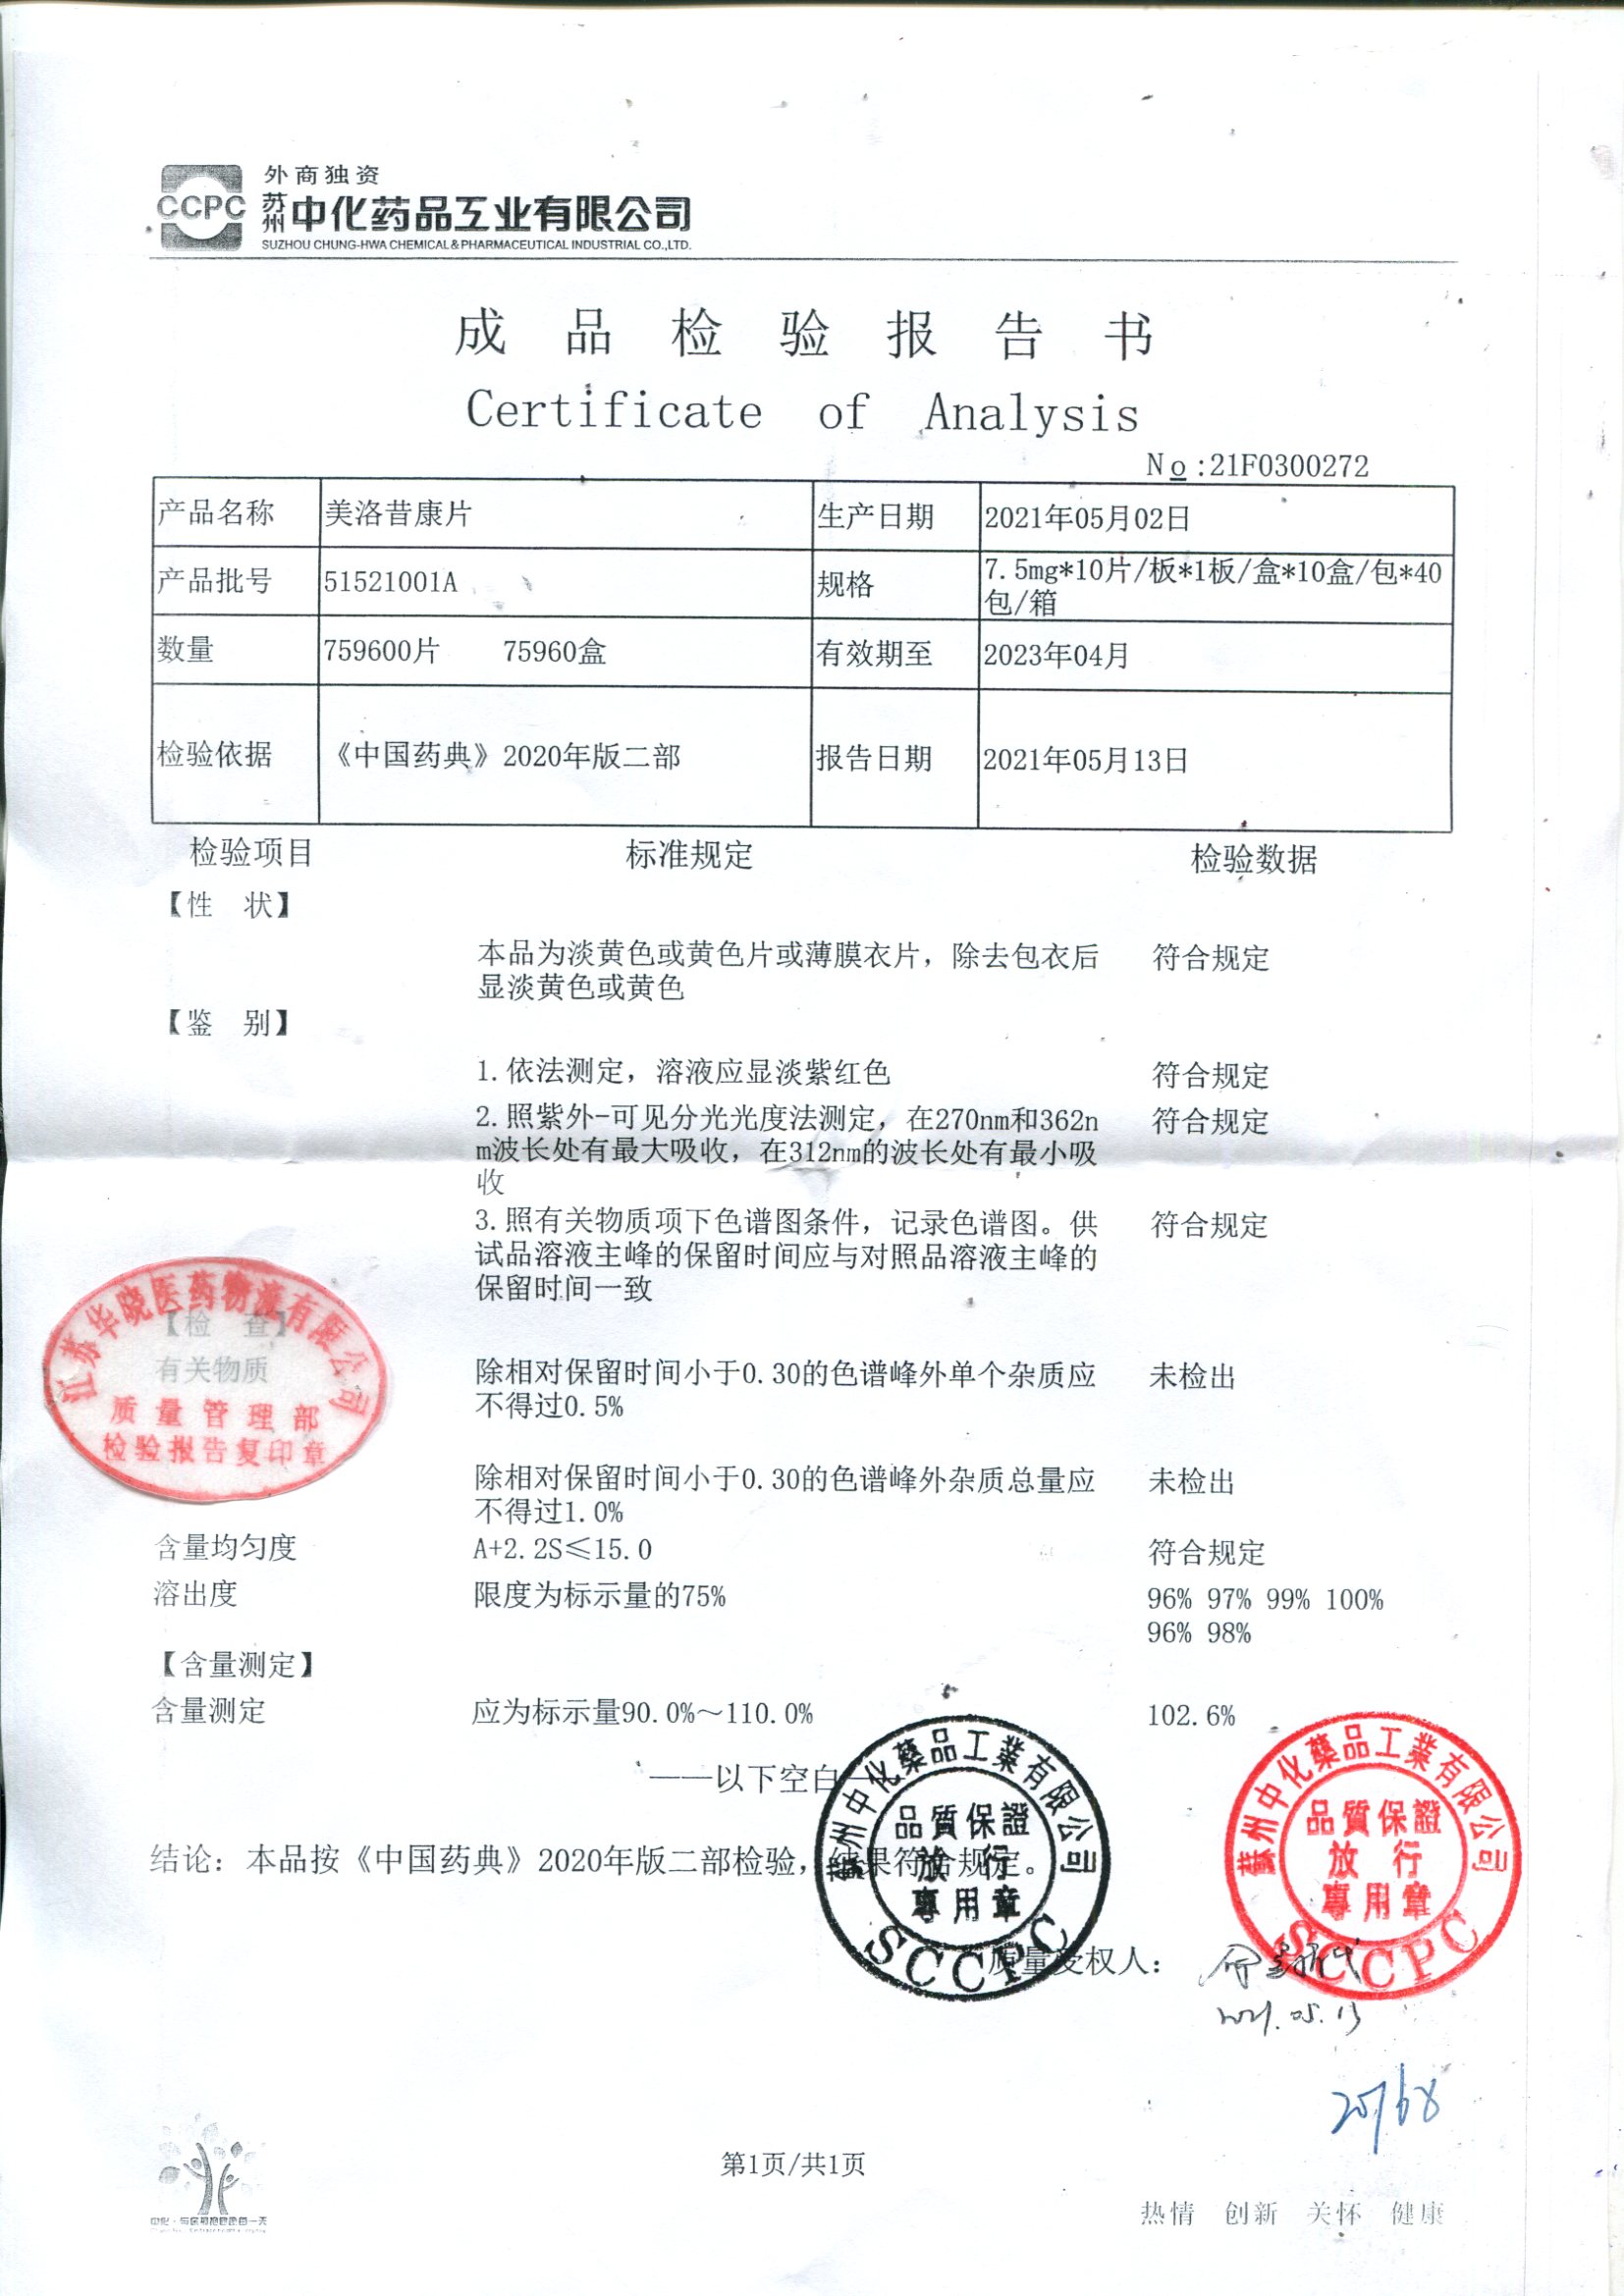 CCPC
外商独资
苏州中化药品工业有限公司
SUZHOU CHUNG-HWA CHEMICAL&PHARMACEUTICAL INDUSTRIAL CO.,LTD.
成品检验报告书
Certificate of Analysis
No:21F0300272
产品名称 美洛昔康片 生产日期 2021年05月02日
产品批号 51521001A 规格 7.5mg*10片/板*1板/盒*10盒/包*40
包/箱
数量 759600片 75960盒 有效期至 2023年04月
检验依据 《中国药典》2020年版二部 报告日期 2021年05月13日
检验项目 标准规定 检验数据
【性 状】
本品为淡黄色或黄色片或薄膜衣片，除去包衣后 符合规定
显淡黄色或黄色
【鉴 别】
1.依法测定，溶液应显淡紫红色 符合规定
2.照紫外-可见分光光度法测定，在270nm和362n 符合规定
m波长处有最大吸收，在312nm的波长处有最小吸
收
3.照有关物质项下色谱图条件，记录色谱图。供 符合规定
试品溶液主峰的保留时间应与对照品溶液主峰的
保留时间一致
江苏华晓医药物流有限公司
【检 查】
有关物质 除相对保留时间小于0.30的色谱峰外单个杂质应 未检出
不得过0.5%
质量管理部
检验报告复印章
除相对保留时间小于0.30的色谱峰外杂质总量应 未检出
不得过1.0%
含量均匀度 A+2.2S≤15.0 符合规定
溶出度 限度为标示量的75% 96% 97% 99% 100%
96% 98%
【含量测定】
含量测定 应为标示量90.0%～110.0% 102.6%
——以下空白—
结论：本品按《中国药典》2020年版二部检验，结果符合规定。
蘇州中化藥品工業有限公司
品質保證
放行
專用章
SCCPC
蘇州中化藥品工業有限公司
品質保證
放行
專用章
SCCPC
质量受权人：
2021.05.13
第1页/共1页
热情 创新 关怀 健康